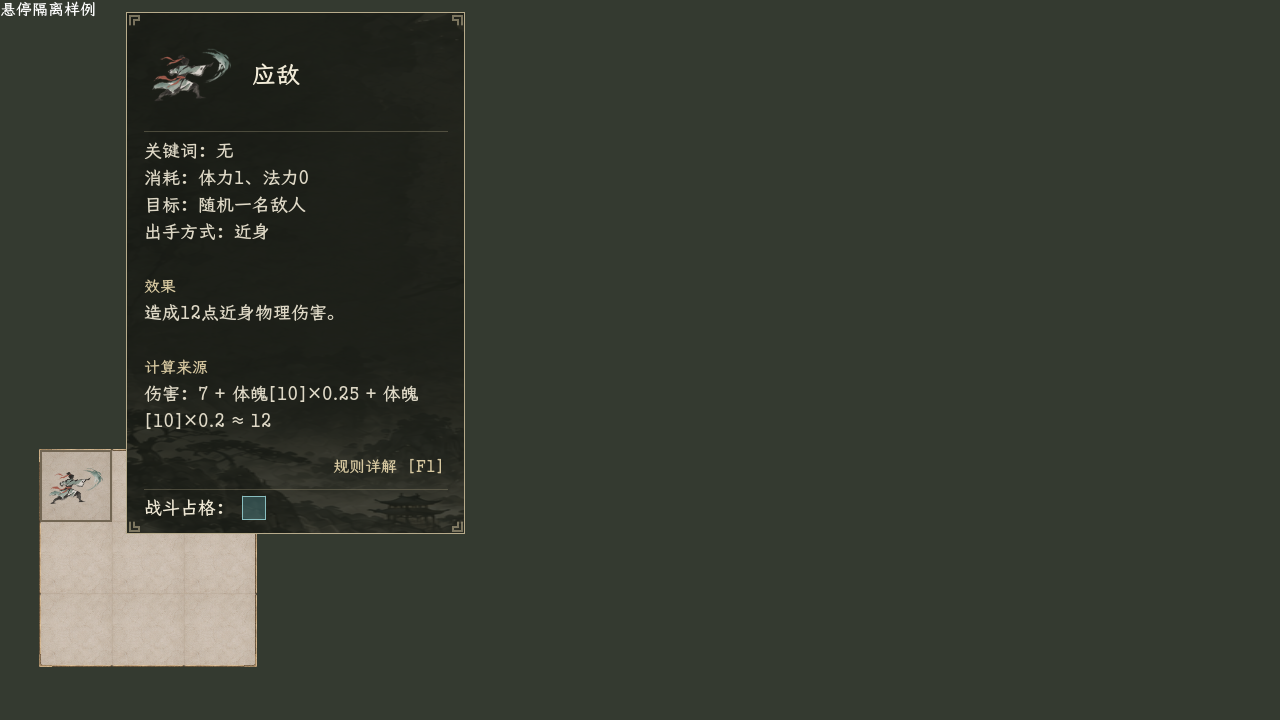 悬停隔离样例
应敌
关键词：无
消耗：体力1、法力0
目标：随机一名敌人
出手方式：近身
效果
造成12点近身物理伤害。
计算来源
伤害：7 + 体魄[10]×0.25 + 体魄
[10]×0.2 ≈ 12
规则详解 [F1]
战斗占格：